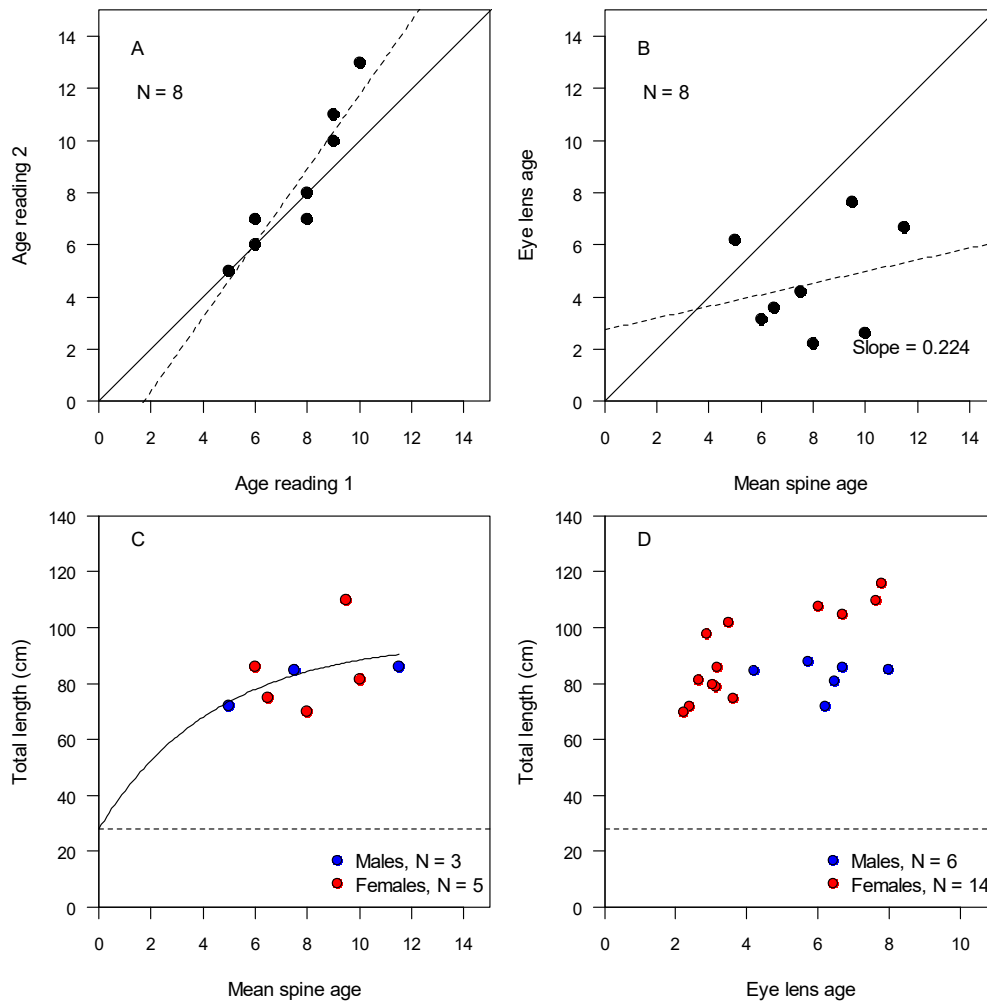 A
N = 8
14
12
10
8
6
4
2
0
Age reading 2
0 2 4 6 8 10 12 14
Age reading 1
B
N = 8
Slope = 0.224
14
12
10
8
6
4
2
0
Eye lens age
0 2 4 6 8 10 12 14
Mean spine age
C
140
120
100
80
60
40
20
0
Total length (cm)
Males, N = 3
Females, N = 5
0 2 4 6 8 10 12 14
Mean spine age
D
140
120
100
80
60
40
20
0
Total length (cm)
Males, N = 6
Females, N = 14
0 2 4 6 8 10
Eye lens age